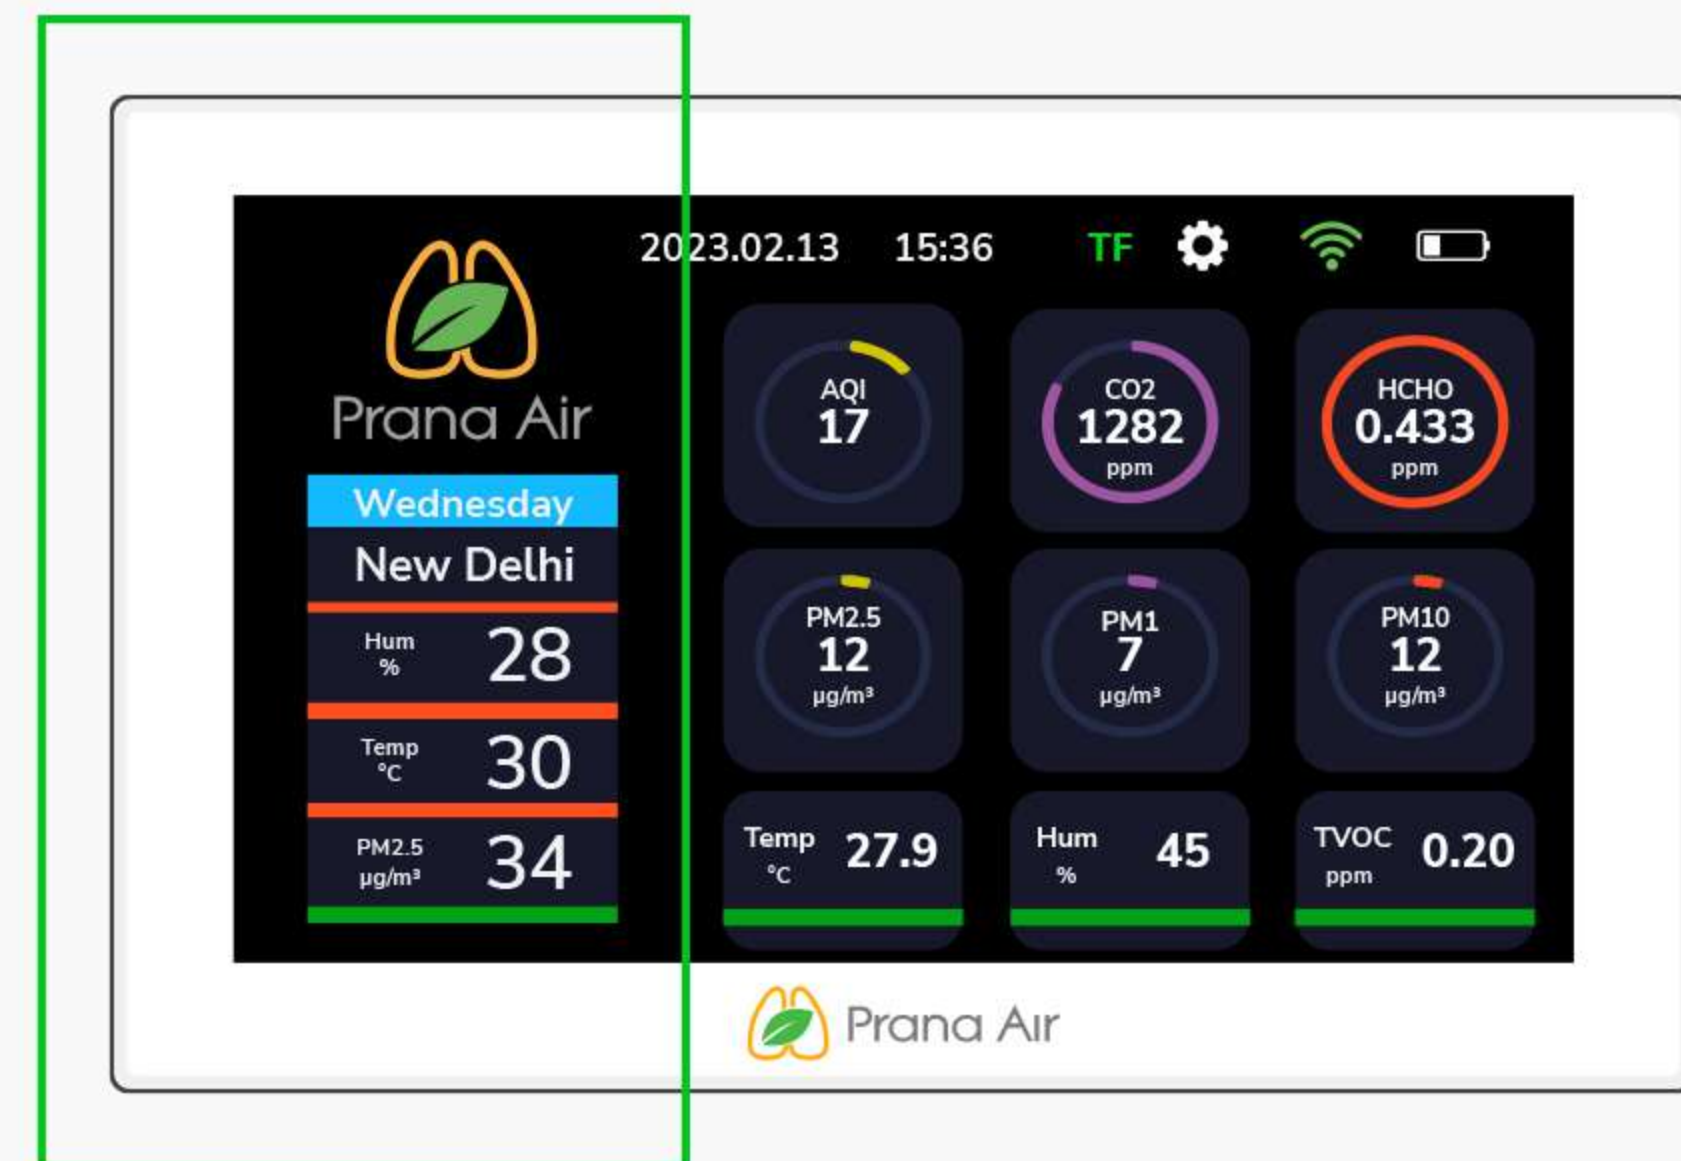 2023.02.13 15:36 TF
Prana Air
Wednesday
New Delhi
Hum
%
28
Temp
°C
30
PM2.5
µg/m³
34
AQI
17
CO2
1282
ppm
HCHO
0.433
ppm
PM2.5
12
µg/m³
PM1
7
µg/m³
PM10
12
µg/m³
Temp
°C
27.9
Hum
%
45
TVOC
ppm
0.20
Prana Air